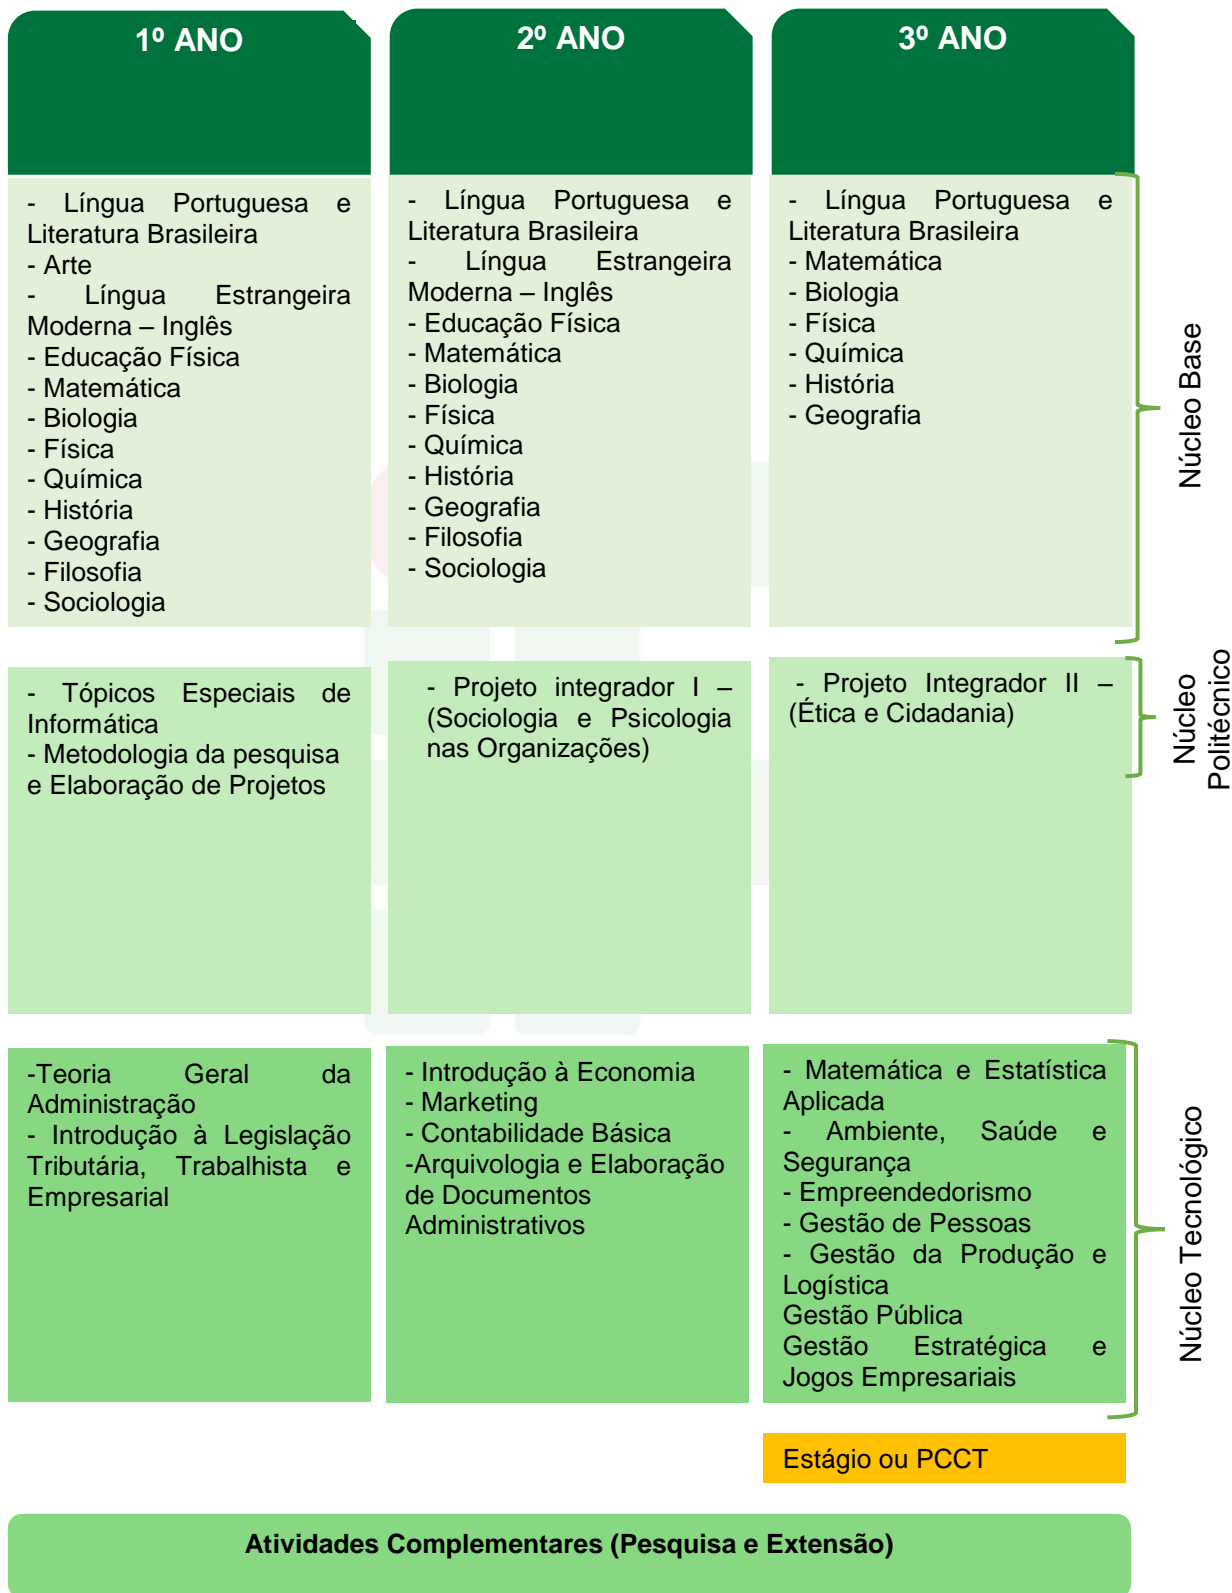 1º ANO
2º ANO
3º ANO
- Língua Portuguesa e
Literatura Brasileira
- Arte
- Língua Estrangeira
Moderna – Inglês
- Educação Física
- Matemática
- Biologia
- Física
- Química
- História
- Geografia
- Filosofia
- Sociologia
- Língua Portuguesa e
Literatura Brasileira
- Língua Estrangeira
Moderna – Inglês
- Educação Física
- Matemática
- Biologia
- Física
- Química
- História
- Geografia
- Filosofia
- Sociologia
- Língua Portuguesa e
Literatura Brasileira
- Matemática
- Biologia
- Física
- Química
- História
- Geografia
Núcleo Base
- Tópicos Especiais de
Informática
- Metodologia da pesquisa
e Elaboração de Projetos
- Projeto integrador I –
(Sociologia e Psicologia
nas Organizações)
- Projeto Integrador II –
(Ética e Cidadania)
Núcleo
Politécnico
-Teoria Geral da
Administração
- Introdução à Legislação
Tributária, Trabalhista e
Empresarial
- Introdução à Economia
- Marketing
- Contabilidade Básica
-Arquivologia e Elaboração
de Documentos
Administrativos
- Matemática e Estatística
Aplicada
- Ambiente, Saúde e
Segurança
- Empreendedorismo
- Gestão de Pessoas
- Gestão da Produção e
Logística
Gestão Pública
Gestão Estratégica e
Jogos Empresariais
Núcleo Tecnológico
Estágio ou PCCT
Atividades Complementares (Pesquisa e Extensão)